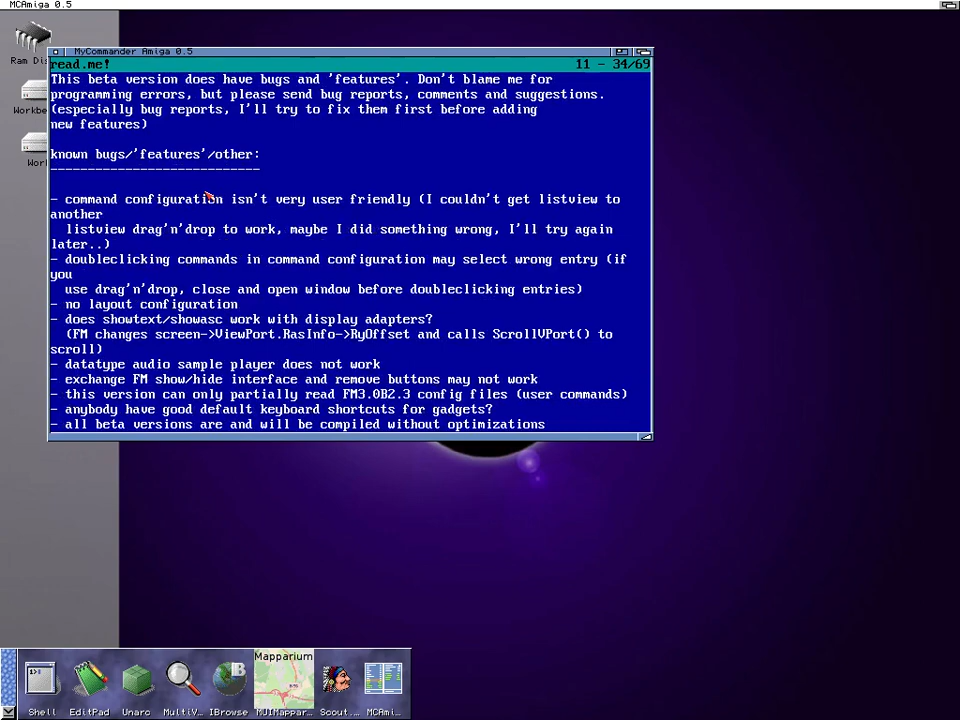 MCAmiga 0.5
Ram Dis
Workbe
Work
MyCommander Amiga 0.5
read.me! 11 - 34/69
This beta version does have bugs and 'features'. Don't blame me for
programming errors, but please send bug reports, comments and suggestions.
(especially bug reports, I'll try to fix them first before adding
new features)
known bugs/'features'/other:
----------------------------
- command configuration isn't very user friendly (I couldn't get listview to
another
listview drag'n'drop to work, maybe I did something wrong, I'll try again
later..)
- doubleclicking commands in command configuration may select wrong entry (if
you
use drag'n'drop, close and open window before doubleclicking entries)
- no layout configuration
- does showtext/showasc work with display adapters?
(FM changes screen->ViewPort.RasInfo->RyOffset and calls ScrollVPort() to
scroll)
- datatype audio sample player does not work
- exchange FM show/hide interface and remove buttons may not work
- this version can only partially read FM3.0B2.3 config files (user commands)
- anybody have good default keyboard shortcuts for gadgets?
- all beta versions are and will be compiled without optimizations
Mapparium
Shell EditPad Unarc MultiV... IBrowse MUIMappar... Scout... MCAmi...